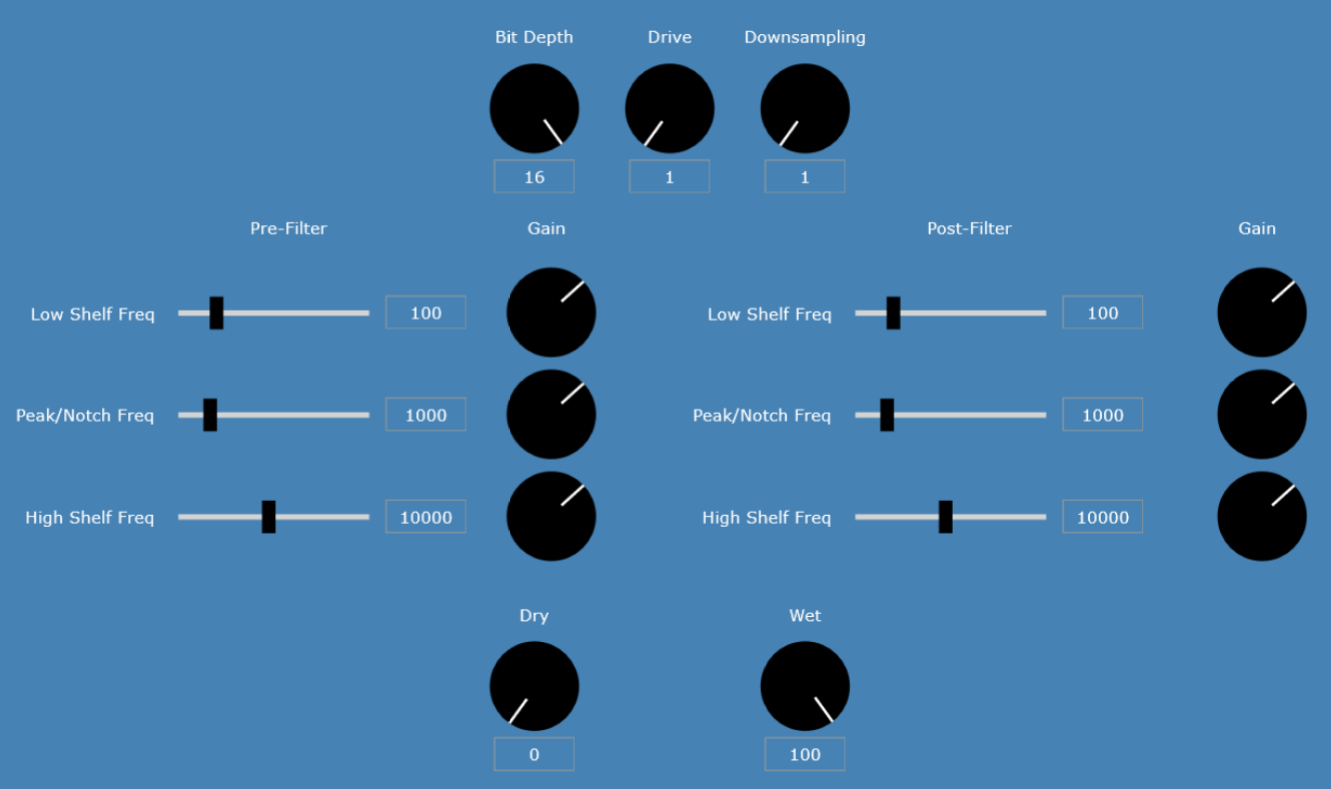 Bit Depth Drive Downsampling
16 1 1
Pre-Filter Gain Post-Filter Gain
Low Shelf Freq 100 Low Shelf Freq 100
Peak/Notch Freq 1000 Peak/Notch Freq 1000
High Shelf Freq 10000 High Shelf Freq 10000
Dry Wet
0 100